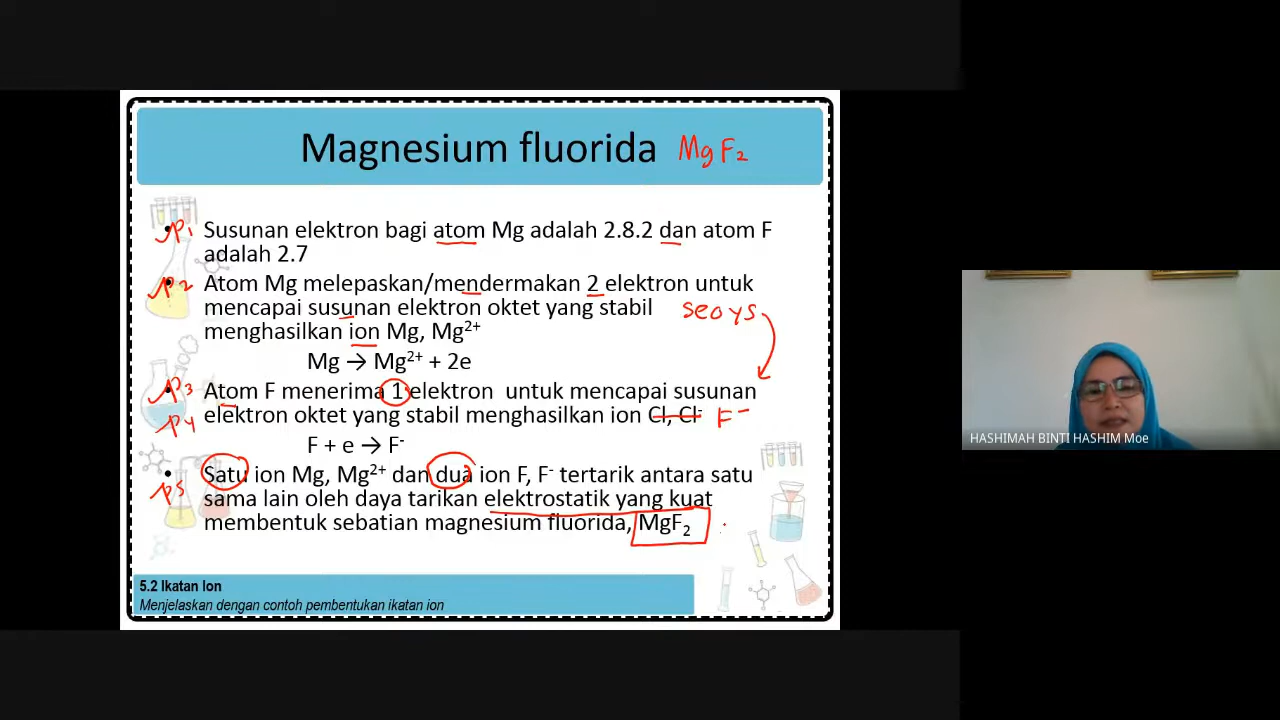 Magnesium fluorida MgF2
P1 Susunan elektron bagi atom Mg adalah 2.8.2 dan atom F
adalah 2.7
P2 Atom Mg melepaskan/mendermakan 2 elektron untuk
mencapai susunan elektron oktet yang stabil seoys
menghasilkan ion Mg, Mg2+
Mg → Mg2+ + 2e
P3 Atom F menerima 1 elektron untuk mencapai susunan
P4 elektron oktet yang stabil menghasilkan ion Cl, Cl- F-
F + e → F-
Satu ion Mg, Mg2+ dan dua ion F, F- tertarik antara satu
P5 sama lain oleh daya tarikan elektrostatik yang kuat
membentuk sebatian magnesium fluorida, MgF2
5.2 Ikatan Ion
Menjelaskan dengan contoh pembentukan ikatan ion
HASHIMAH BINTI HASHIM Moe